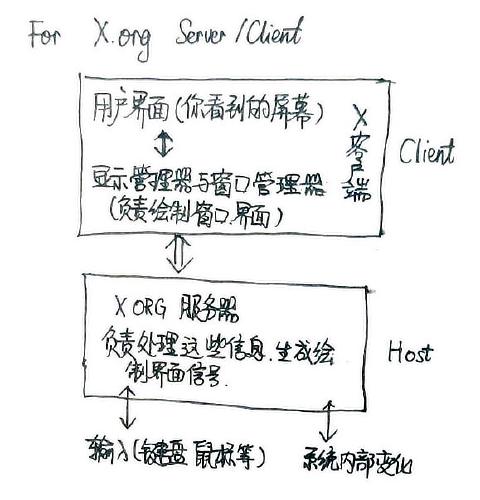 For X.org Server/Client
用户界面(你看到的屏幕)
显示管理器与窗口管理器
(负责绘制窗口界面)
X客户端
Client
X ORG 服务器
负责处理这些信息.生成绘
制界面信号.
Host
输入(键盘鼠标等)
系统内部变化